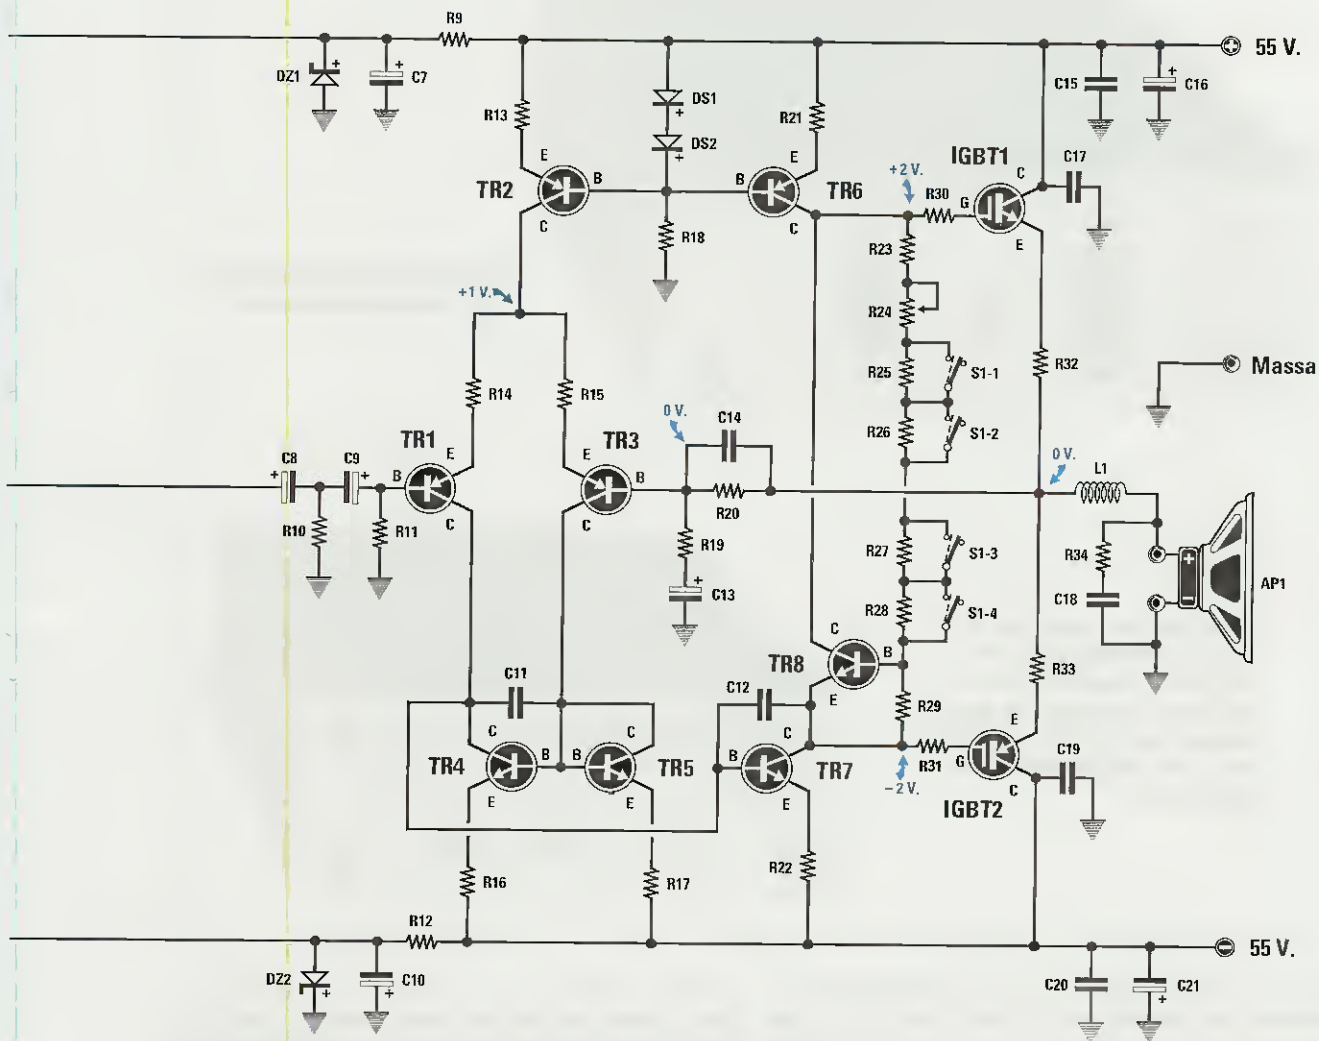 R9
+ 55 V.
DZ1 +
+ C7
C15
+ C16
R13
DS1
+
DS2
+
R21
IGBT1
C C17
E
TR2 B
C
E
B TR6
C
+2 V.
R30
G
E
R18
R23
+1 V.
R24
R14
R15
R25 S1-1
R32
Massa
0 V.
C14
R26 S1-2
TR1
TR3
C8
+
C9
+
B
E
C
E
B
C
R20
0 V.
L1
R10
R11
R19
+
C13
R27 S1-3
R34
+
AP1
R28 S1-4
C18
-
C
TR8 B
E
R33
C11
C12
R29
C
TR4 B
E
C
B TR5
E
C
B TR7
E
R31
-2 V.
E
G
C
IGBT2
C19
R16
R17
R22
R12
- 55 V.
DZ2 +
C10
+
C20
C21
+